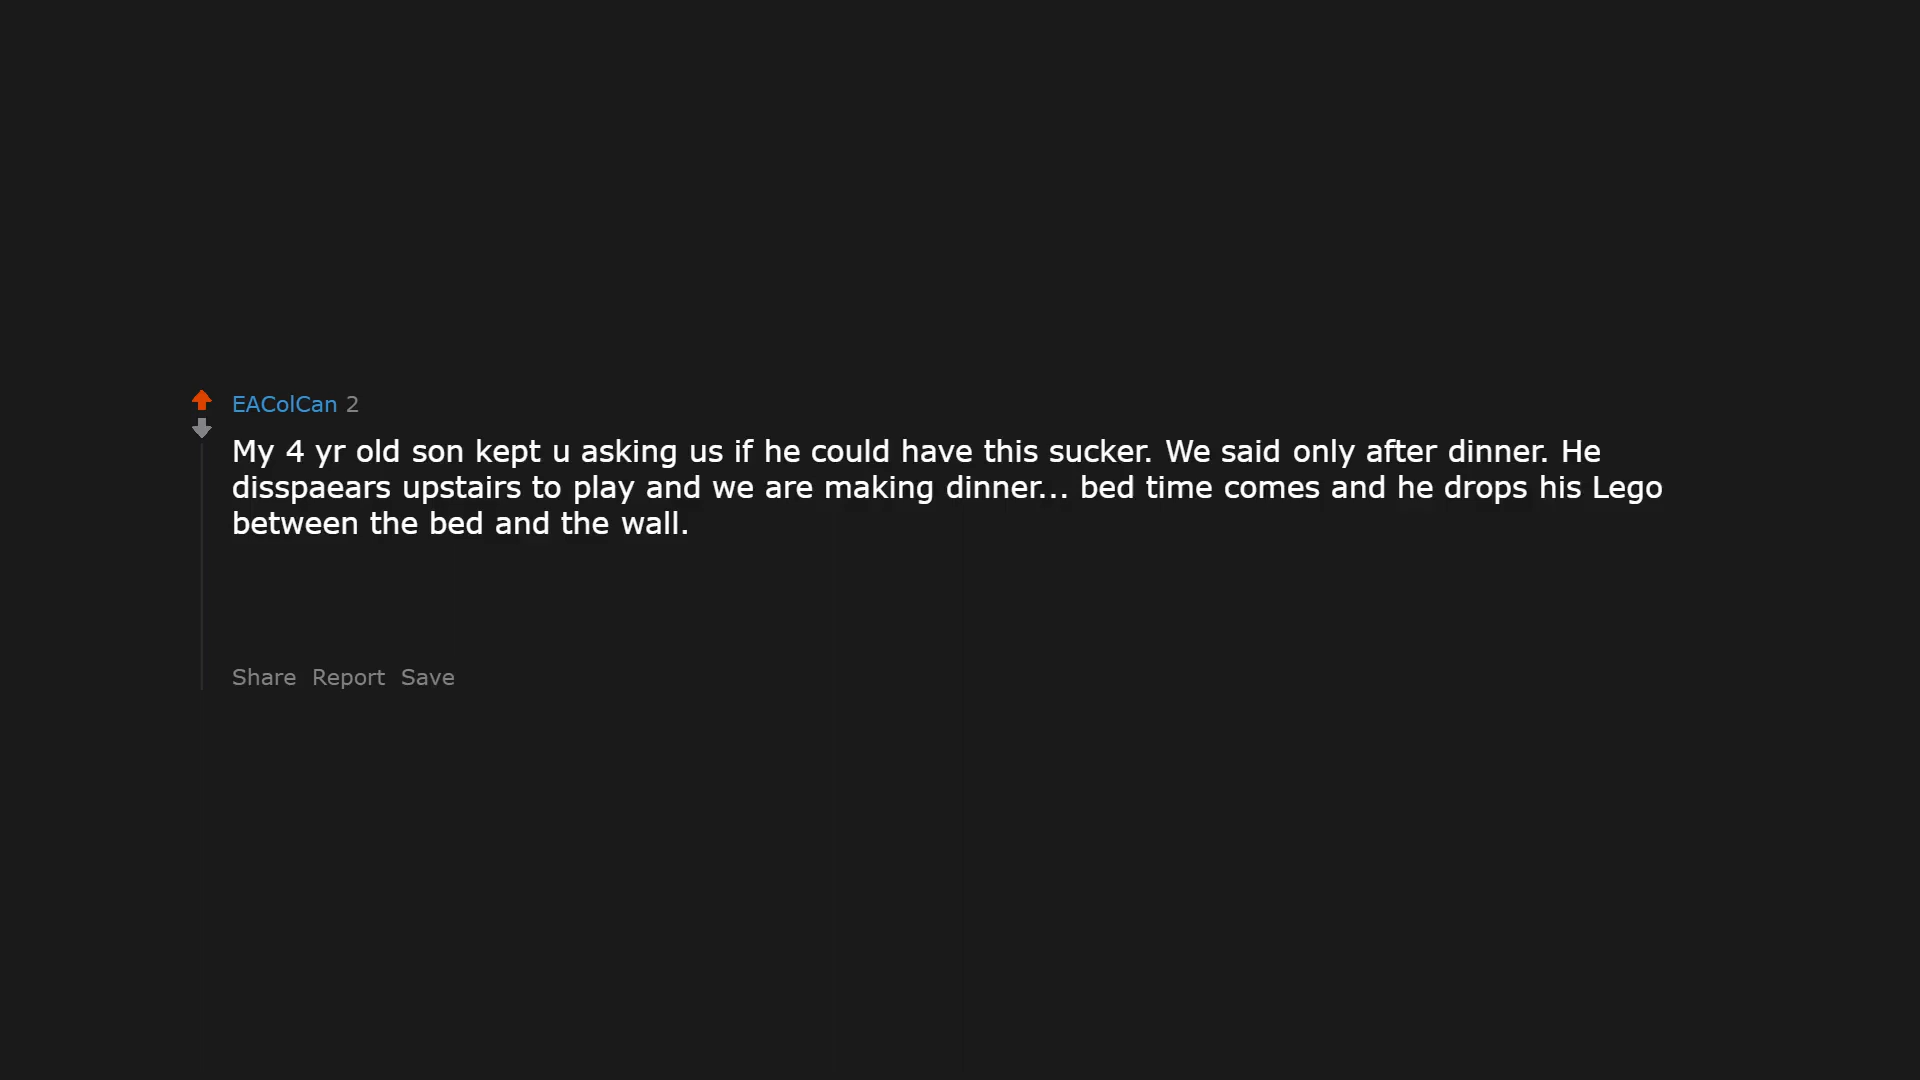 EAColCan 2
My 4 yr old son kept u asking us if he could have this sucker. We said only after dinner. He
disspaears upstairs to play and we are making dinner... bed time comes and he drops his Lego
between the bed and the wall.
Share Report Save